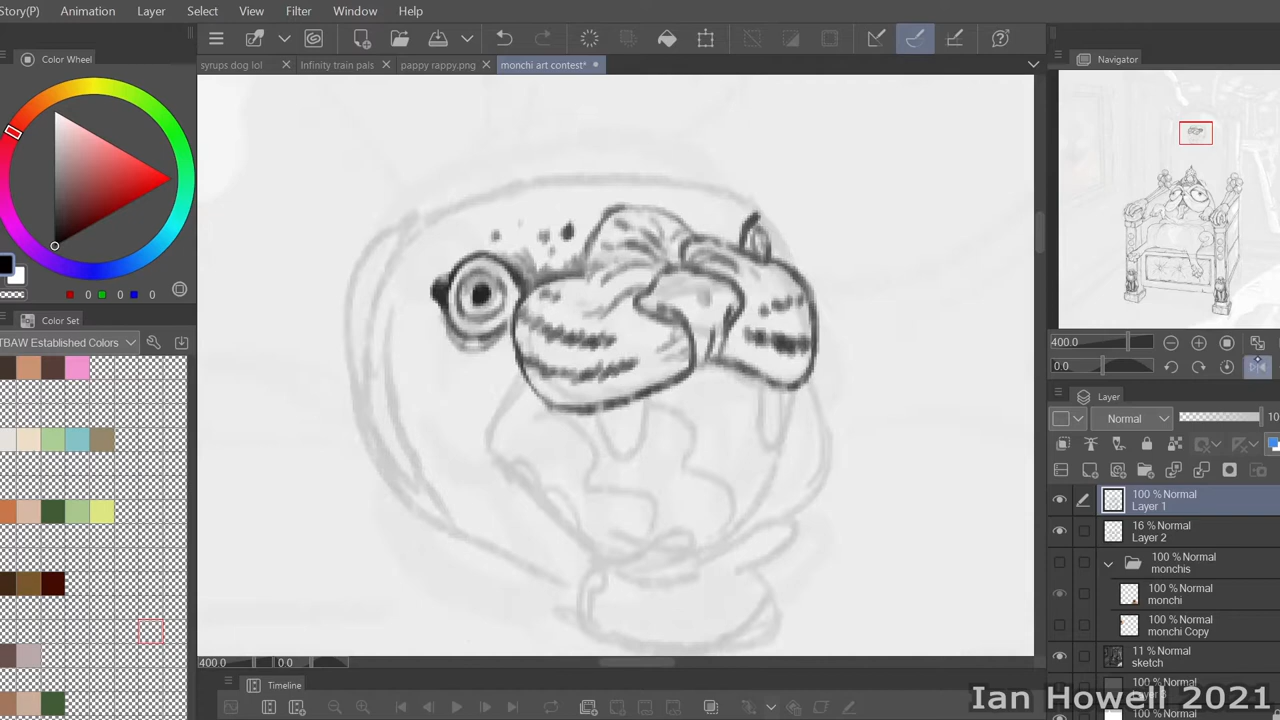 Story(P) Animation Layer Select View Filter Window Help
Color Wheel
syrups dog lol Infinity train pals pappy rappy.png monchi art contest*
Navigator
0 0 0
Color Set
TBAW Established Colors
400.0
0.0
Layer
Normal
100 % Normal
Layer 1
16 % Normal
Layer 2
100 % Normal
monchis
100 % Normal
monchi
100 % Normal
monchi Copy
11 % Normal
sketch
400.0 0.0
Timeline
Ian Howell 2021